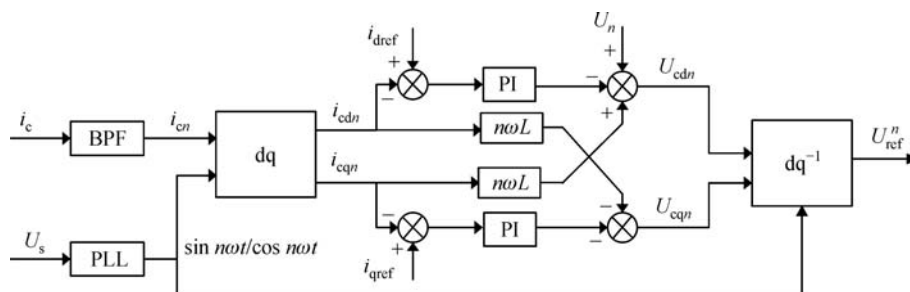 i_dref
U_n
+
+
PI
−
U_cdn
−
+
i_c
BPF
i_cn
i_cdn
nωL
dq
dq⁻¹
U_ref^n
i_cqn
nωL
−
−
U_cqn
PI
−
U_s
PLL
sin nωt/cos nωt
+
i_qref